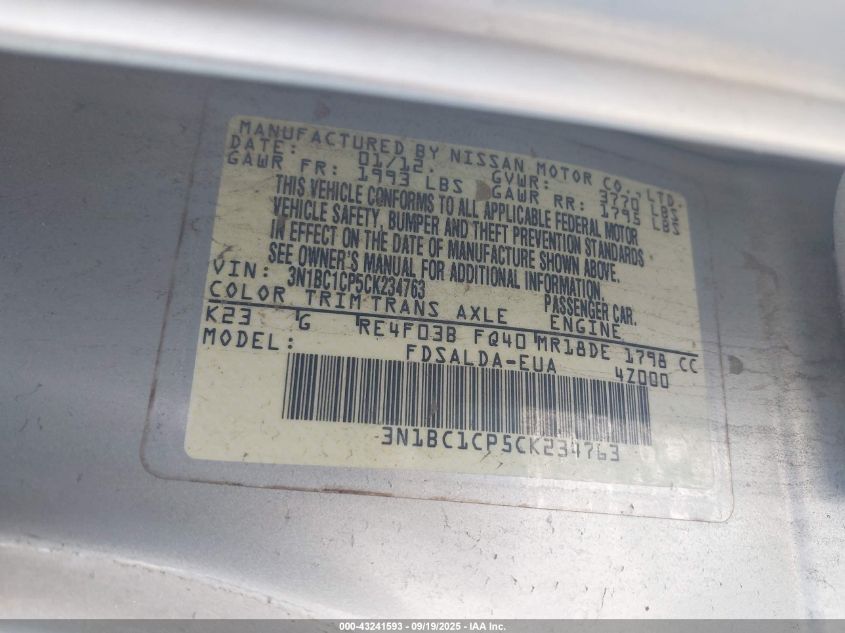 MANUFACTURED BY NISSAN MOTOR CO., LTD.
DATE: 01/12 GVWR: 3770 LBS
GAWR FR: 1993 LBS GAWR RR: 1795 LBS
THIS VEHICLE CONFORMS TO ALL APPLICABLE FEDERAL MOTOR
VEHICLE SAFETY, BUMPER AND THEFT PREVENTION STANDARDS
IN EFFECT ON THE DATE OF MANUFACTURE SHOWN ABOVE.
SEE OWNER'S MANUAL FOR ADDITIONAL INFORMATION.
VIN: 3N1BC1CP5CK234763 PASSENGER CAR.
COLOR TRIM TRANS AXLE ENGINE
K23 G RE4F03B FQ40 MR18DE 1798 CC
MODEL: FDSALDA-EUA 4Z000
3N1BC1CP5CK234763
000-43241593 - 09/19/2025 - IAA Inc.